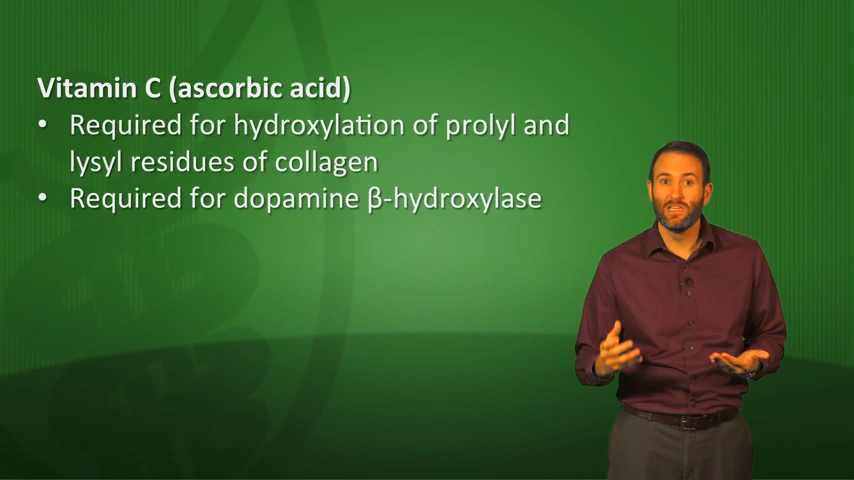 Vitamin C (ascorbic acid)
• Required for hydroxylation of prolyl and
lysyl residues of collagen
• Required for dopamine β-hydroxylase